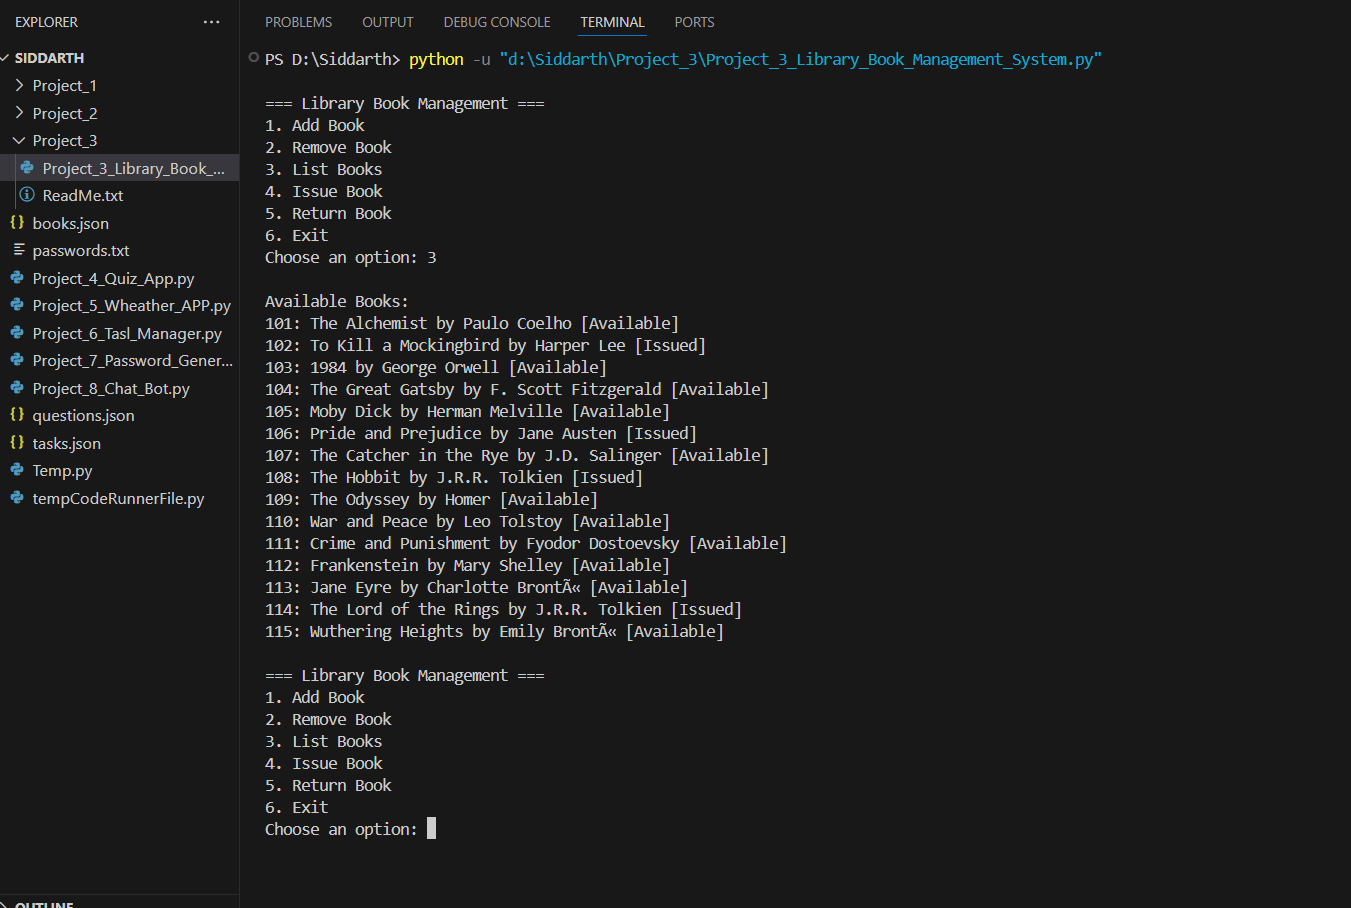 EXPLORER
...
SIDDARTH
Project_1
Project_2
Project_3
Project_3_Library_Book_...
ReadMe.txt
books.json
passwords.txt
Project_4_Quiz_App.py
Project_5_Wheather_APP.py
Project_6_Tasl_Manager.py
Project_7_Password_Gener...
Project_8_Chat_Bot.py
questions.json
tasks.json
Temp.py
tempCodeRunnerFile.py
OUTLINE
PROBLEMS OUTPUT DEBUG CONSOLE TERMINAL PORTS
PS D:\Siddarth> python -u "d:\Siddarth\Project_3\Project_3_Library_Book_Management_System.py"
=== Library Book Management ===
1. Add Book
2. Remove Book
3. List Books
4. Issue Book
5. Return Book
6. Exit
Choose an option: 3
Available Books:
101: The Alchemist by Paulo Coelho [Available]
102: To Kill a Mockingbird by Harper Lee [Issued]
103: 1984 by George Orwell [Available]
104: The Great Gatsby by F. Scott Fitzgerald [Available]
105: Moby Dick by Herman Melville [Available]
106: Pride and Prejudice by Jane Austen [Issued]
107: The Catcher in the Rye by J.D. Salinger [Available]
108: The Hobbit by J.R.R. Tolkien [Issued]
109: The Odyssey by Homer [Available]
110: War and Peace by Leo Tolstoy [Available]
111: Crime and Punishment by Fyodor Dostoevsky [Available]
112: Frankenstein by Mary Shelley [Available]
113: Jane Eyre by Charlotte BrontÃ« [Available]
114: The Lord of the Rings by J.R.R. Tolkien [Issued]
115: Wuthering Heights by Emily BrontÃ« [Available]
=== Library Book Management ===
1. Add Book
2. Remove Book
3. List Books
4. Issue Book
5. Return Book
6. Exit
Choose an option: